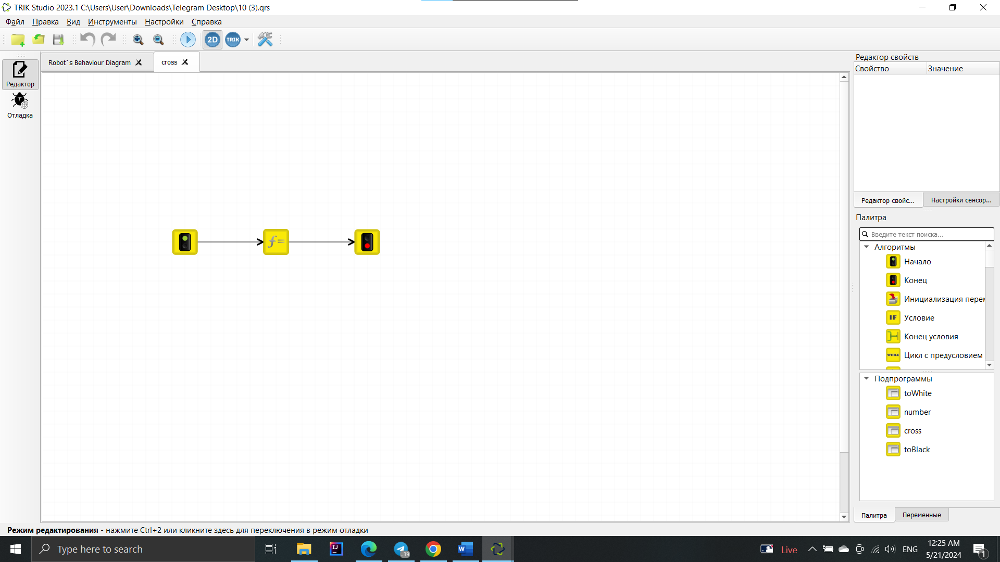 TRIK Studio 2023.1 C:\Users\User\Downloads\Telegram Desktop\10 (3).qrs
Файл Правка Вид Инструменты Настройки Справка
2D TRIK
Robot`s Behaviour Diagram cross
Редактор
Отладка
f=
Редактор свойств
Свойство Значение
Редактор свойс... Настройки сенсор...
Палитра
Введите текст поиска...
Алгоритмы
Начало
Конец
Инициализация пере
IF Условие
Конец условия
WHILE Цикл с предусловием
Подпрограммы
toWhite
number
cross
toBlack
Палитра Переменные
Режим редактирования - нажмите Ctrl+2 или кликните здесь для переключения в режим отладки
Type here to search
IJ
..39
W
Live
ENG
12:25 AM
5/21/2024
1